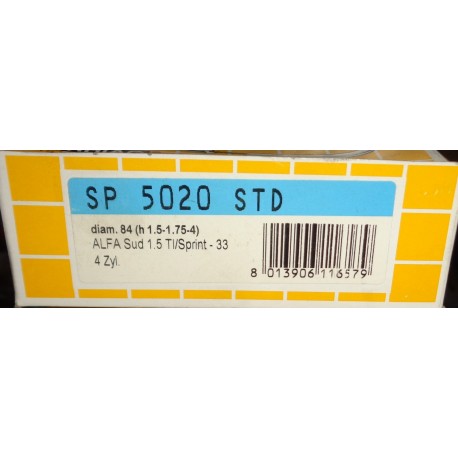 SP 5020 STD
diam. 84 (h 1.5-1.75-4)
ALFA Sud 1.5 TI/Sprint - 33
4 Zyl.
8 013906 116579